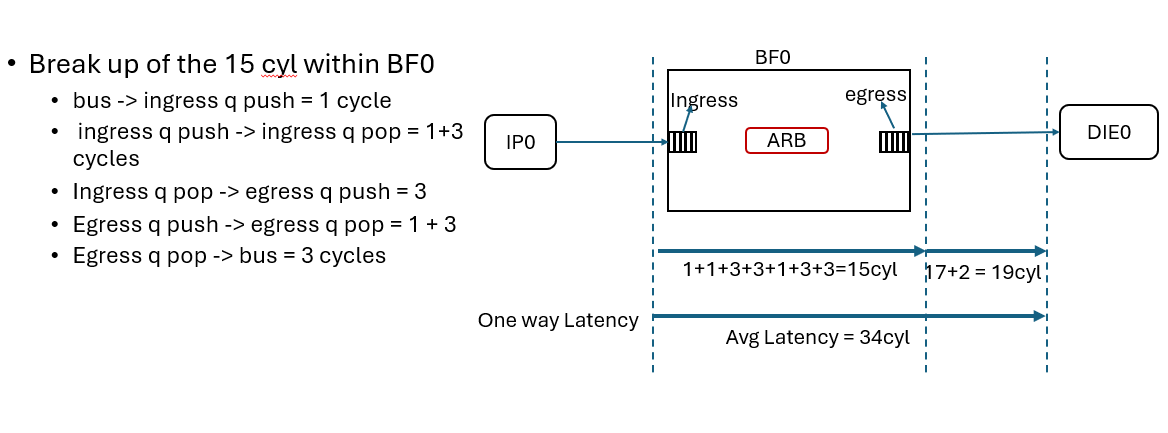 • Break up of the 15 cyl within BF0
• bus -> ingress q push = 1 cycle
• ingress q push -> ingress q pop = 1+3
cycles
• Ingress q pop -> egress q push = 3
• Egress q push -> egress q pop = 1 + 3
• Egress q pop -> bus = 3 cycles
BF0
Ingress
egress
IP0
ARB
DIE0
1+1+3+3+1+3+3=15cyl
17+2 = 19cyl
One way Latency
Avg Latency = 34cyl